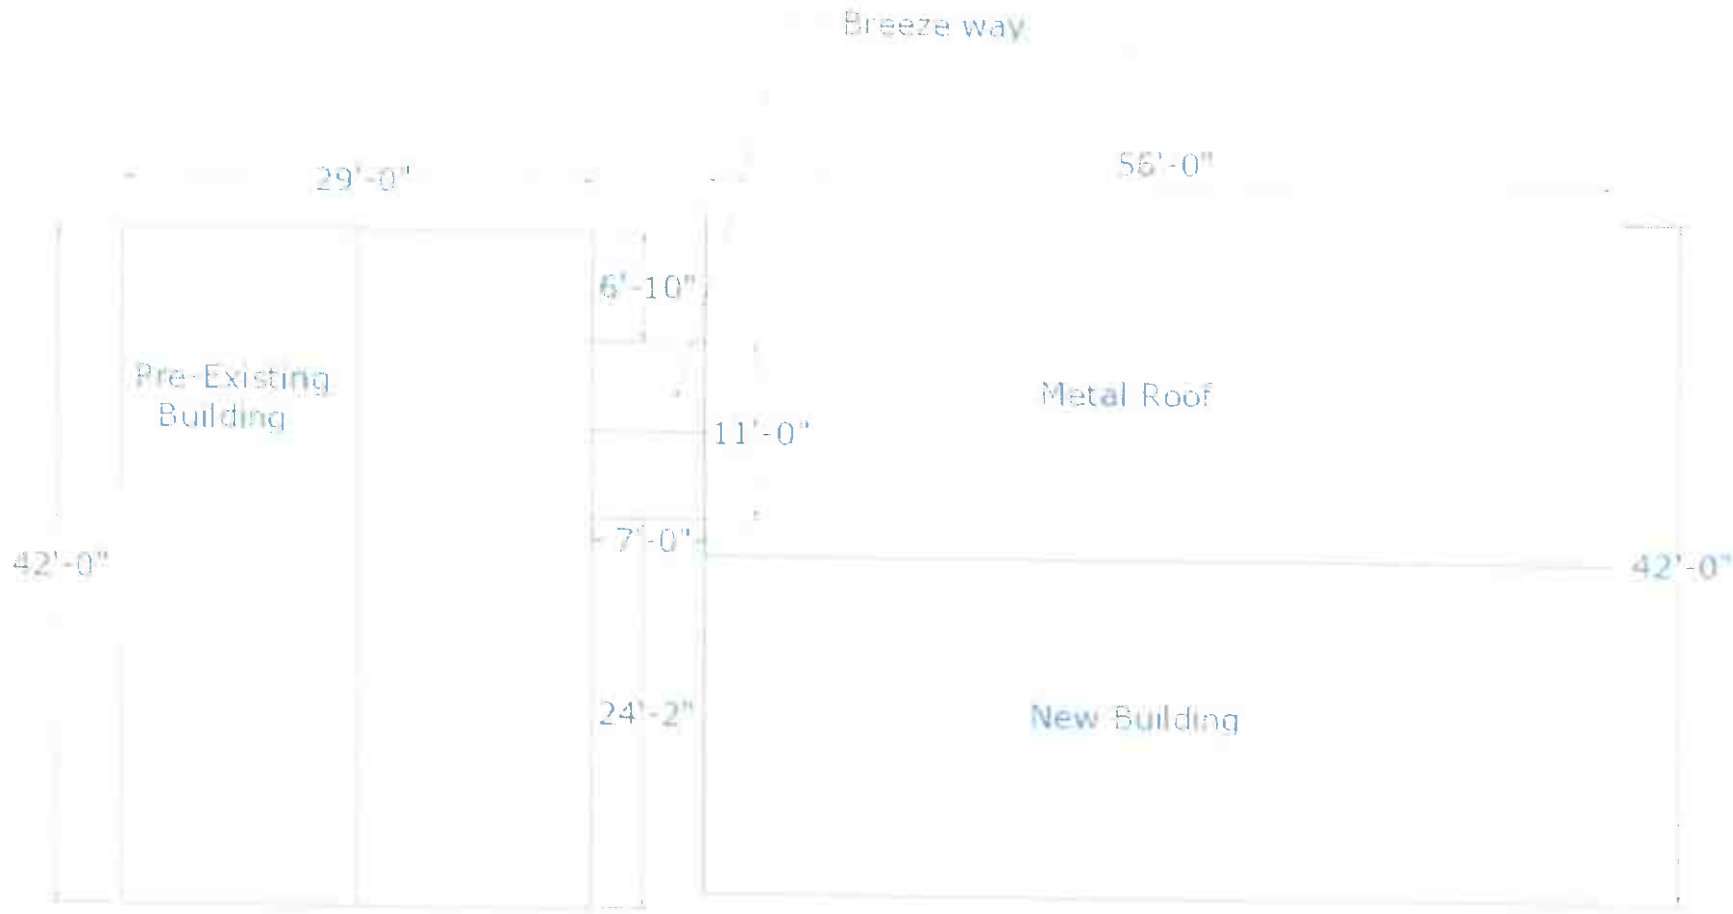 Breeze way
29'-0"
56'-0"
6'-10"
Pre-Existing
Building
Metal Roof
11'-0"
7'-0"
42'-0"
42'-0"
24'-2"
New Building